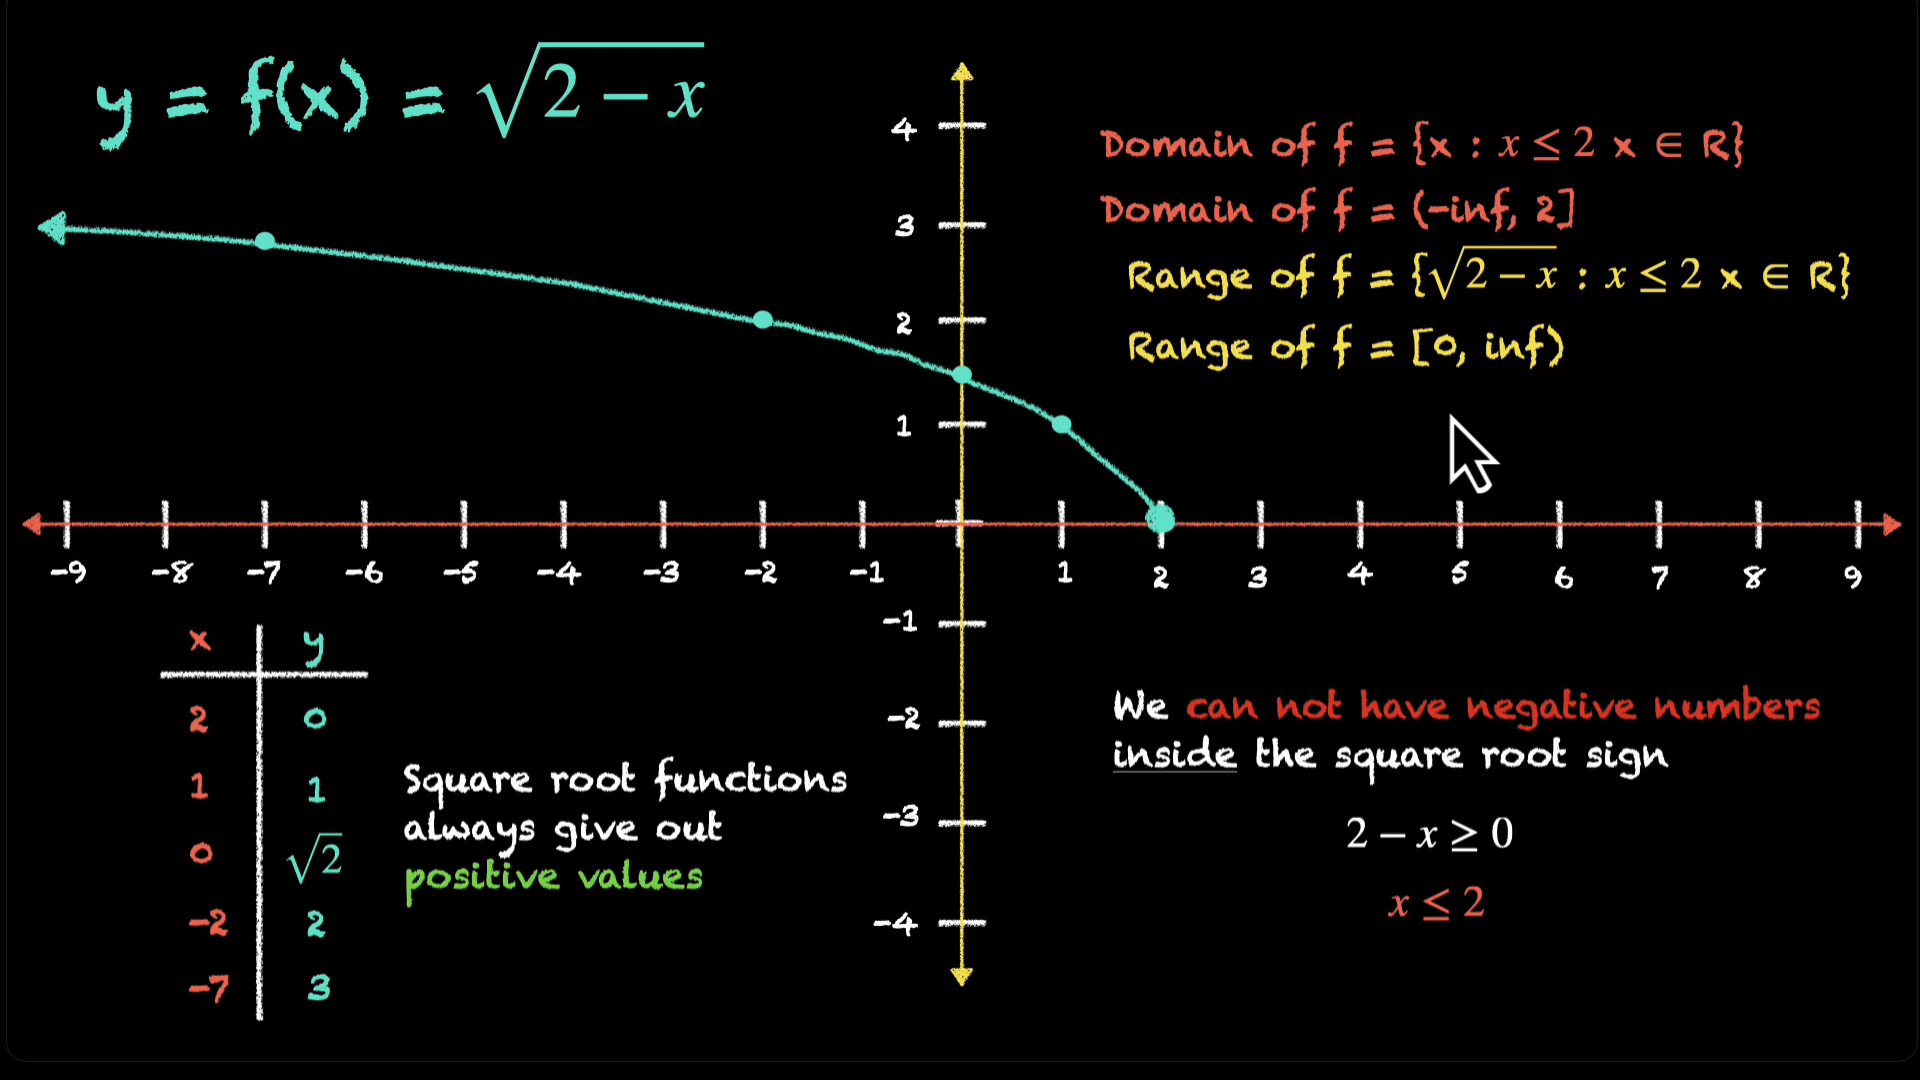 y = f(x) = √(2 − x)
Domain of f = {x : x ≤ 2 x ∈ R}
Domain of f = (-inf, 2]
Range of f = {√(2 − x) : x ≤ 2 x ∈ R}
Range of f = [0, inf)
4
3
2
1
-1
-2
-3
-4
-9 -8 -7 -6 -5 -4 -3 -2 -1 1 2 3 4 5 6 7 8 9
x y
2 0
1 1
0 √2
-2 2
-7 3
Square root functions
always give out
positive values
We can not have negative numbers
inside the square root sign
2 − x ≥ 0
x ≤ 2